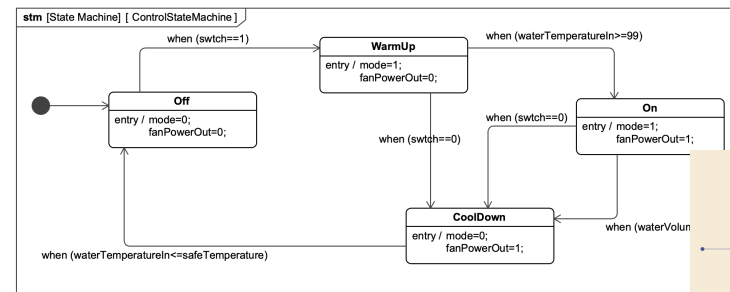 stm [State Machine] [ ControlStateMachine ]
when (swtch==1)
WarmUp
entry / mode=1;
fanPowerOut=0;
when (waterTemperatureIn>=99)
Off
entry / mode=0;
fanPowerOut=0;
when (swtch==0)
when (swtch==0)
On
entry / mode=1;
fanPowerOut=1;
CoolDown
entry / mode=0;
fanPowerOut=1;
when
when (waterTemperatureIn<=safeTemperature)